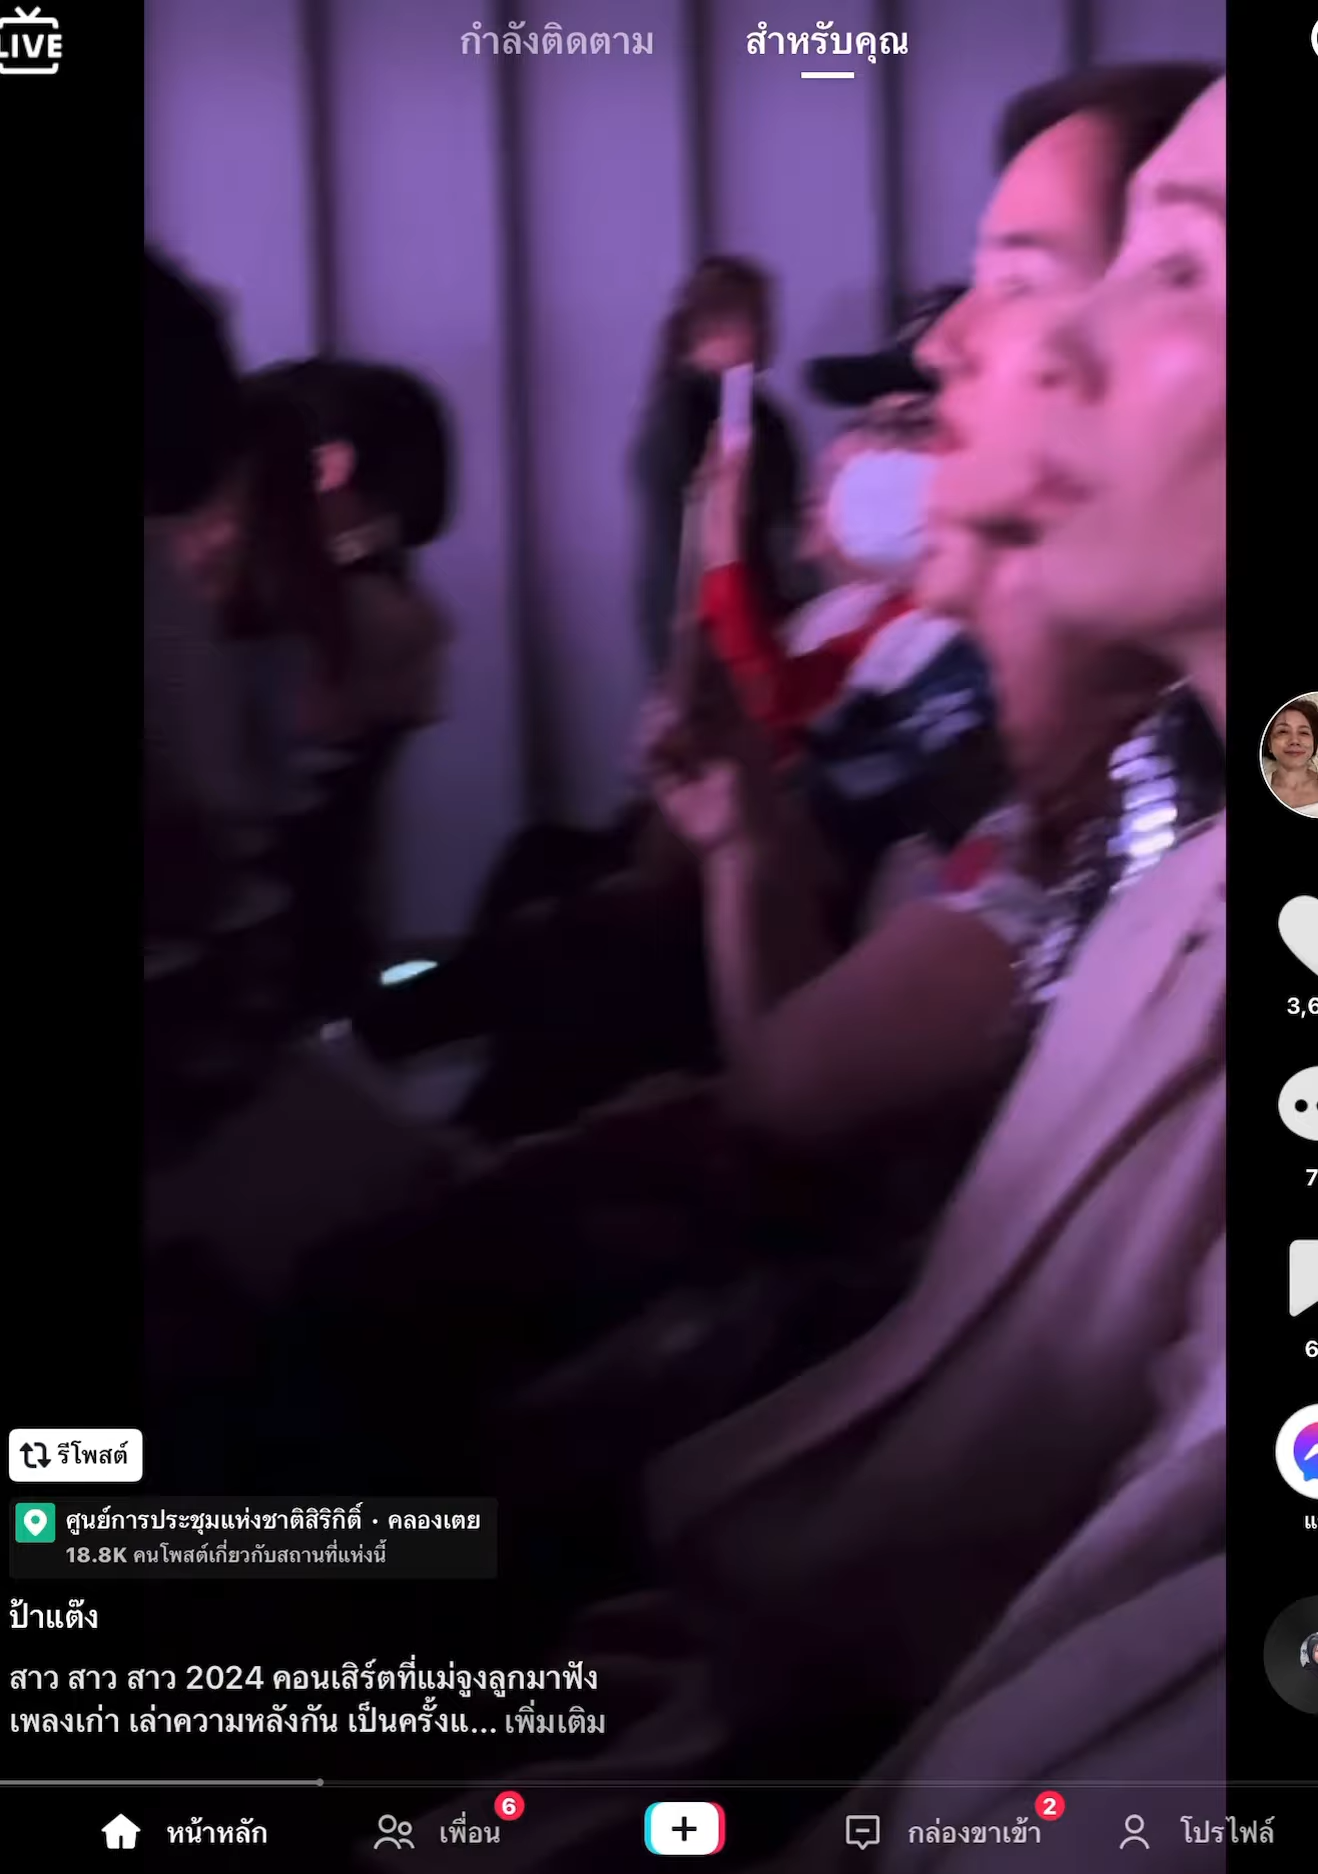 LIVE
กำลังติดตาม
สำหรับคุณ
3,6
7
6
แ
รีโพสต์
ศูนย์การประชุมแห่งชาติสิริกิติ์ · คลองเตย
18.8K คนโพสต์เกี่ยวกับสถานที่แห่งนี้
ป้าแต๊ง
สาว สาว สาว 2024 คอนเสิร์ตที่แม่จูงลูกมาฟัง
เพลงเก่า เล่าความหลังกัน เป็นครั้งแ... เพิ่มเติม
หน้าหลัก
เพื่อน
6
กล่องขาเข้า
2
โปรไฟล์